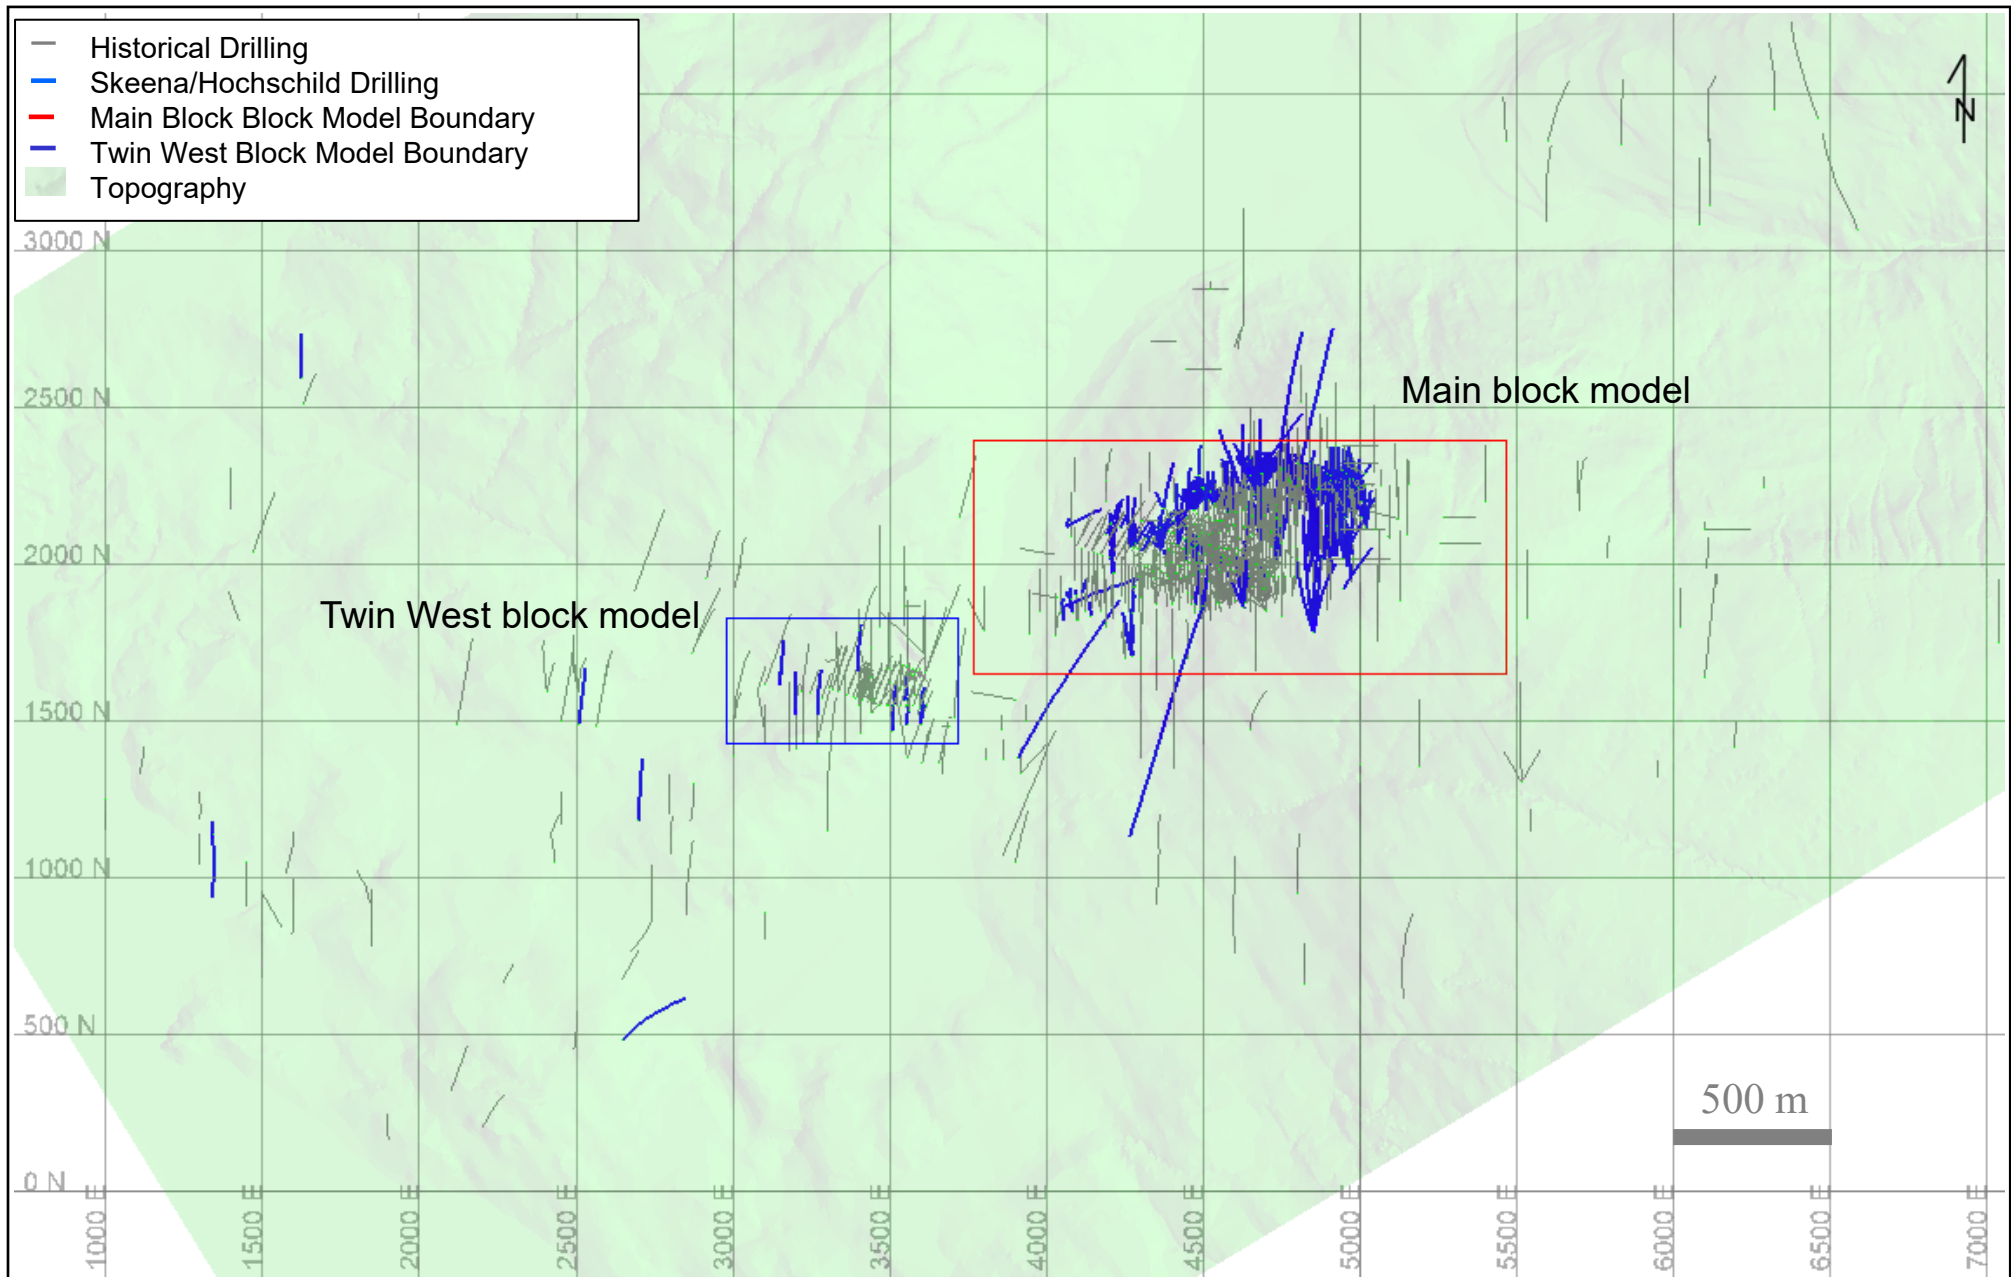 Historical Drilling
Skeena/Hochschild Drilling
Main Block Block Model Boundary
Twin West Block Model Boundary
Topography
N
3000 N
2500 N
Main block model
2000 N
Twin West block model
1500 N
1000 N
500 N
500 m
0 N
1000 E
1500 E
2000 E
2500 E
3000 E
3500 E
4000 E
4500 E
5000 E
5500 E
6000 E
6500 E
7000 E